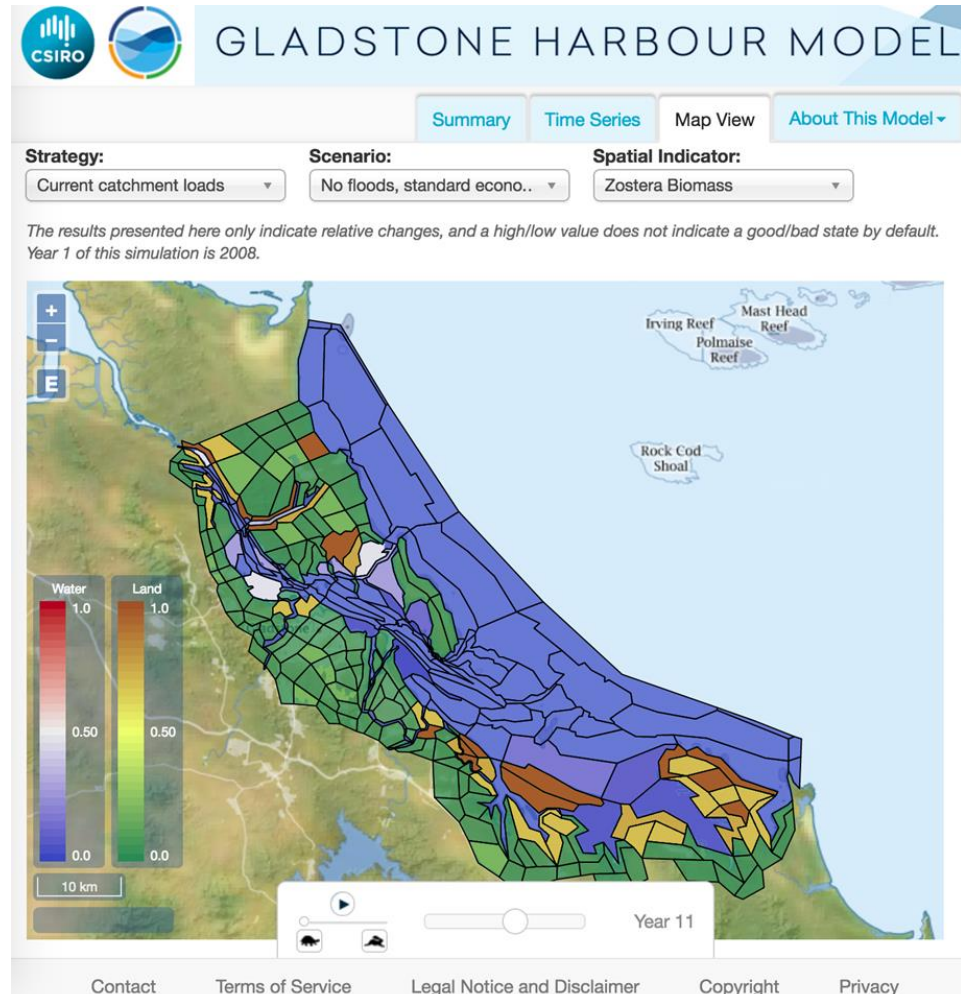 CSIRO
GLADSTONE HARBOUR MODEL
Summary
Time Series
Map View
About This Model
Strategy:
Scenario:
Spatial Indicator:
Current catchment loads
No floods, standard econo..
Zostera Biomass
The results presented here only indicate relative changes, and a high/low value does not indicate a good/bad state by default.
Year 1 of this simulation is 2008.
+
−
E
Irving Reef
Mast Head
Reef
Polmaise
Reef
Rock Cod
Shoal
Water
Land
1.0
1.0
0.50
0.50
0.0
0.0
10 km
Year 11
Contact
Terms of Service
Legal Notice and Disclaimer
Copyright
Privacy